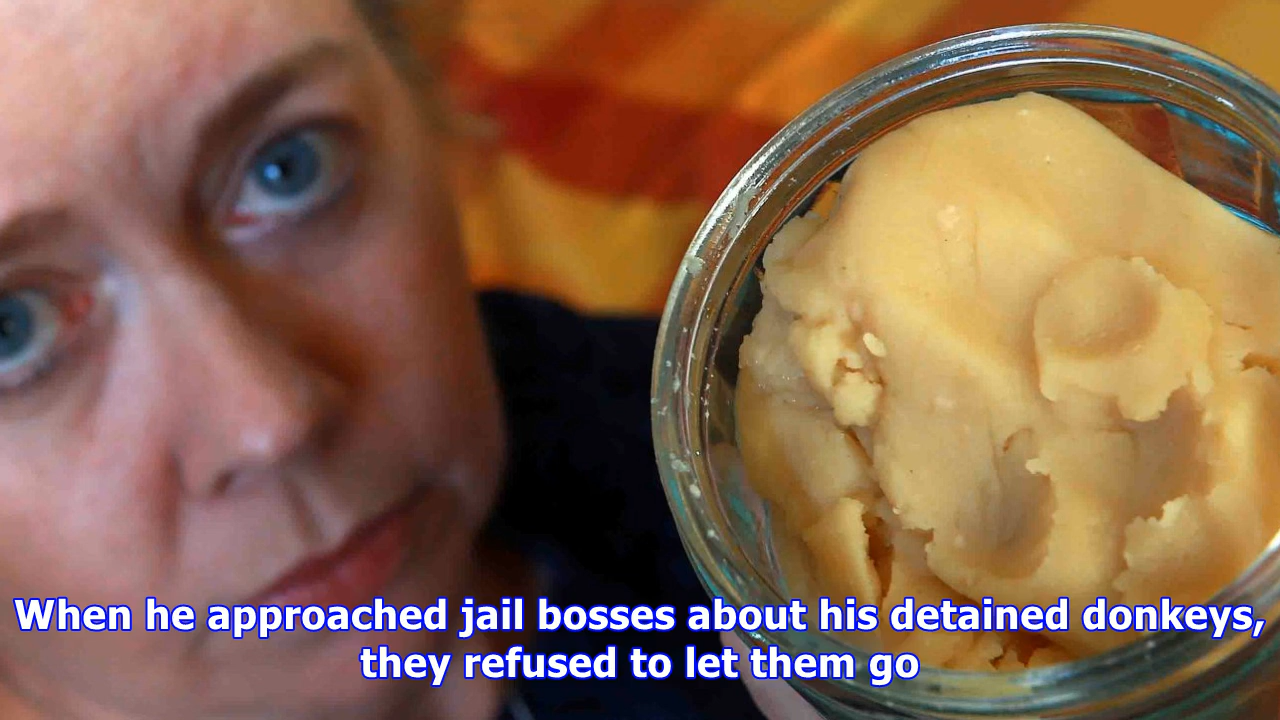 When he approached jail bosses about his detained donkeys,
they refused to let them go